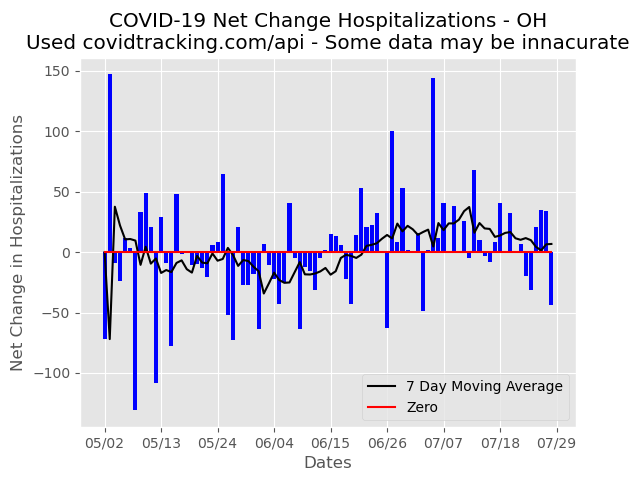 COVID-19 Net Change Hospitalizations - OH
Used covidtracking.com/api - Some data may be innacurate
Net Change in Hospitalizations
150
100
50
0
−50
−100
7 Day Moving Average
Zero
05/02 05/13 05/24 06/04 06/15 06/26 07/07 07/18 07/29
Dates